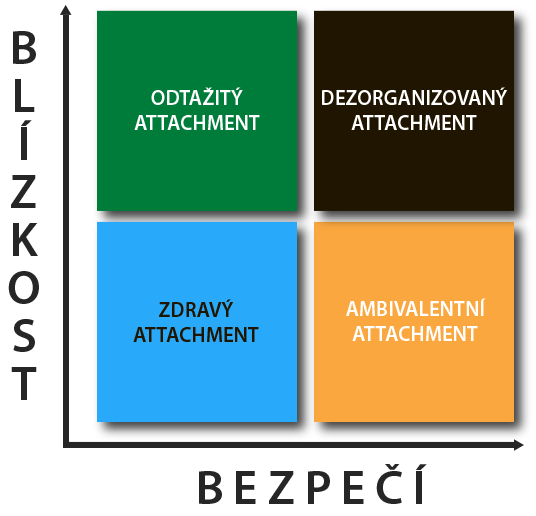 BLÍZKOST
ODTAŽITÝ
ATTACHMENT
DEZORGANIZOVANÝ
ATTACHMENT
ZDRAVÝ
ATTACHMENT
AMBIVALENTNÍ
ATTACHMENT
BEZPEČÍ